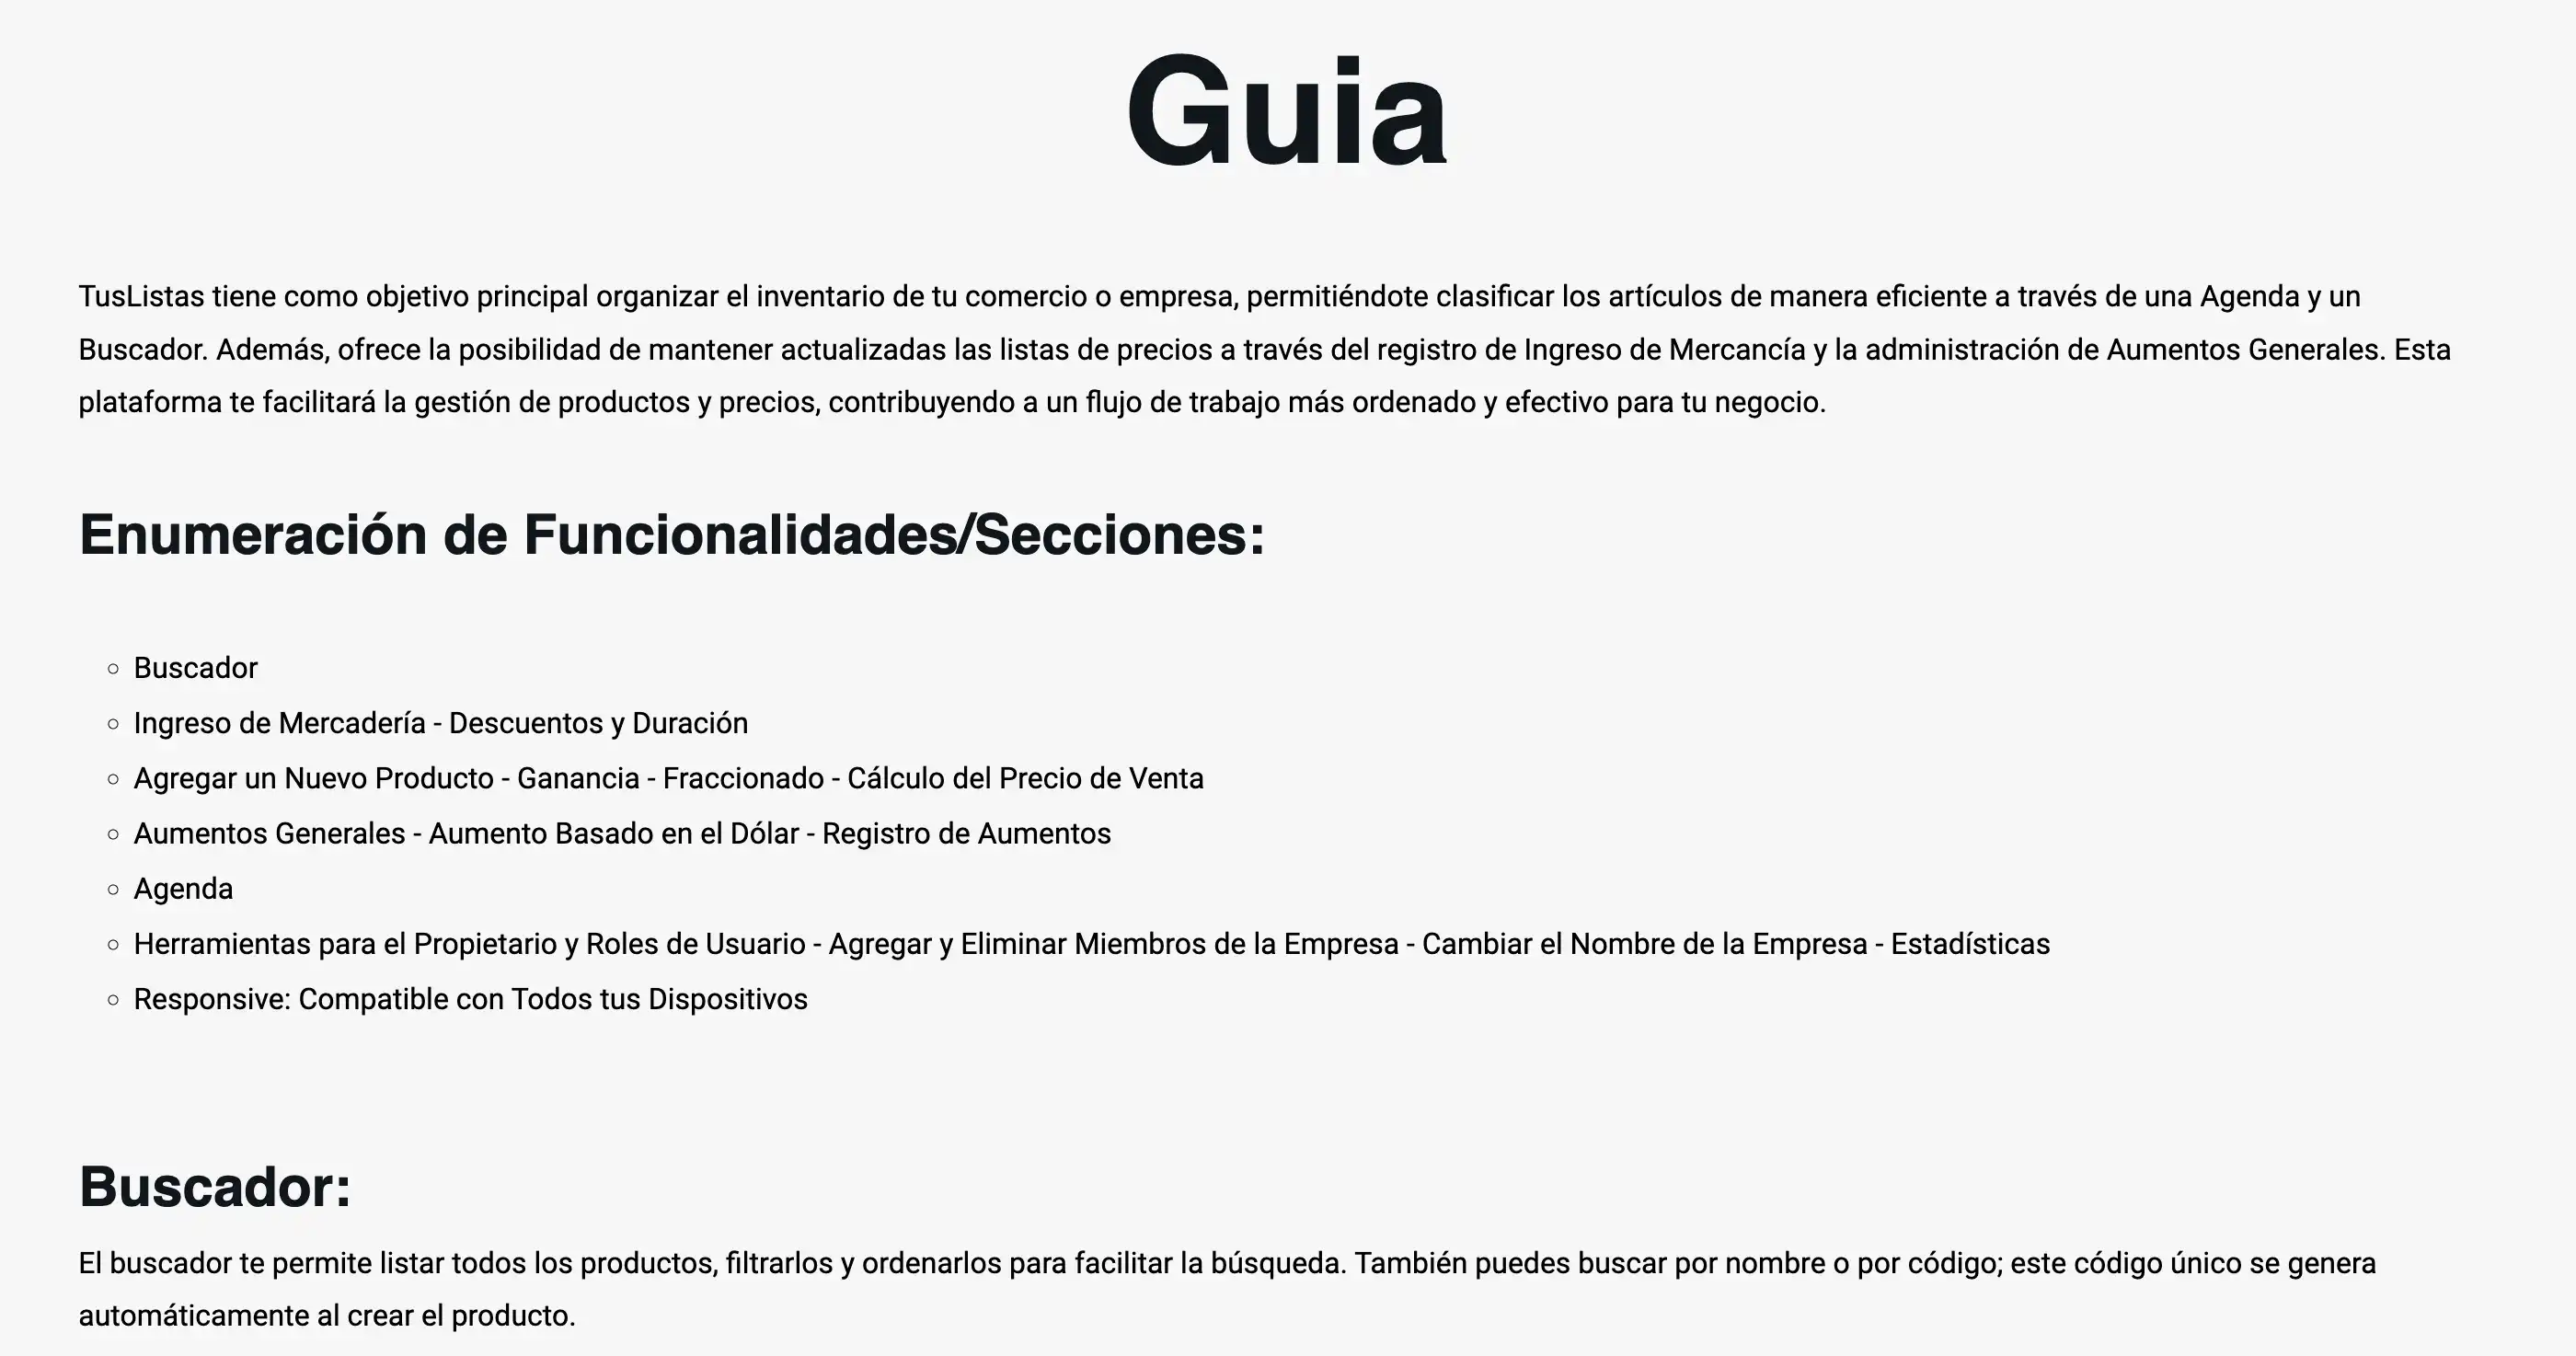 Guia
TusListas tiene como objetivo principal organizar el inventario de tu comercio o empresa, permitiéndote clasificar los artículos de manera eficiente a través de una Agenda y un
Buscador. Además, ofrece la posibilidad de mantener actualizadas las listas de precios a través del registro de Ingreso de Mercancía y la administración de Aumentos Generales. Esta
plataforma te facilitará la gestión de productos y precios, contribuyendo a un flujo de trabajo más ordenado y efectivo para tu negocio.
Enumeración de Funcionalidades/Secciones:
◦ Buscador
◦ Ingreso de Mercadería - Descuentos y Duración
◦ Agregar un Nuevo Producto - Ganancia - Fraccionado - Cálculo del Precio de Venta
◦ Aumentos Generales - Aumento Basado en el Dólar - Registro de Aumentos
◦ Agenda
◦ Herramientas para el Propietario y Roles de Usuario - Agregar y Eliminar Miembros de la Empresa - Cambiar el Nombre de la Empresa - Estadísticas
◦ Responsive: Compatible con Todos tus Dispositivos
Buscador:
El buscador te permite listar todos los productos, filtrarlos y ordenarlos para facilitar la búsqueda. También puedes buscar por nombre o por código; este código único se genera
automáticamente al crear el producto.